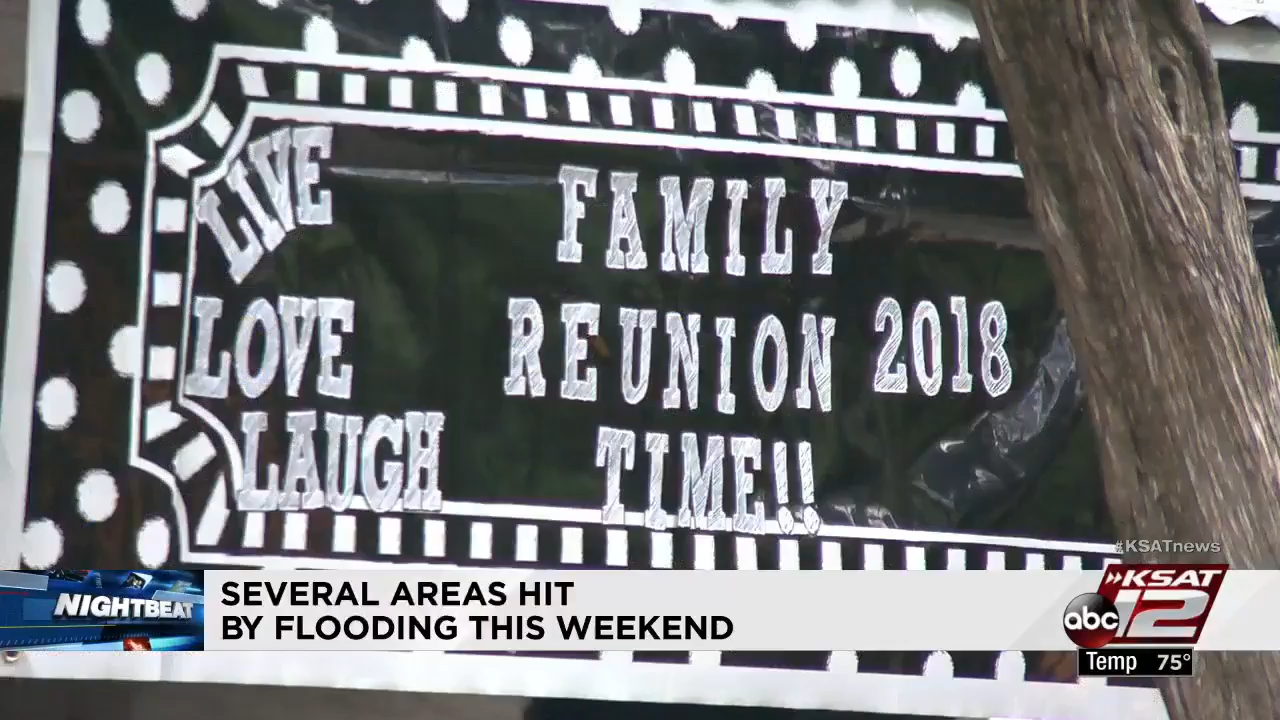 LIVE
LOVE
LAUGH
FAMILY
REUNION 2018
TIME!!
#KSATnews
NIGHTBEAT
SEVERAL AREAS HIT
BY FLOODING THIS WEEKEND
KSAT
abc 12
Temp 75°